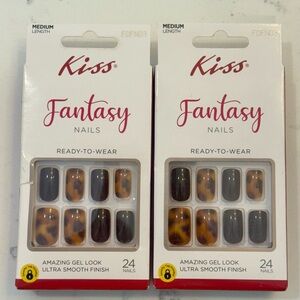 MEDIUM
LENGTH
FGFN03
Kiss®
Fantasy
NAILS
READY-TO-WEAR
AMAZING GEL LOOK
ULTRA SMOOTH FINISH
24
NAILS
MEDIUM
LENGTH
Kiss®
Fantasy
NAILS
READY-TO-WEAR
AMAZING GEL LOOK
ULTRA SMOOTH FINISH
24
NAILS